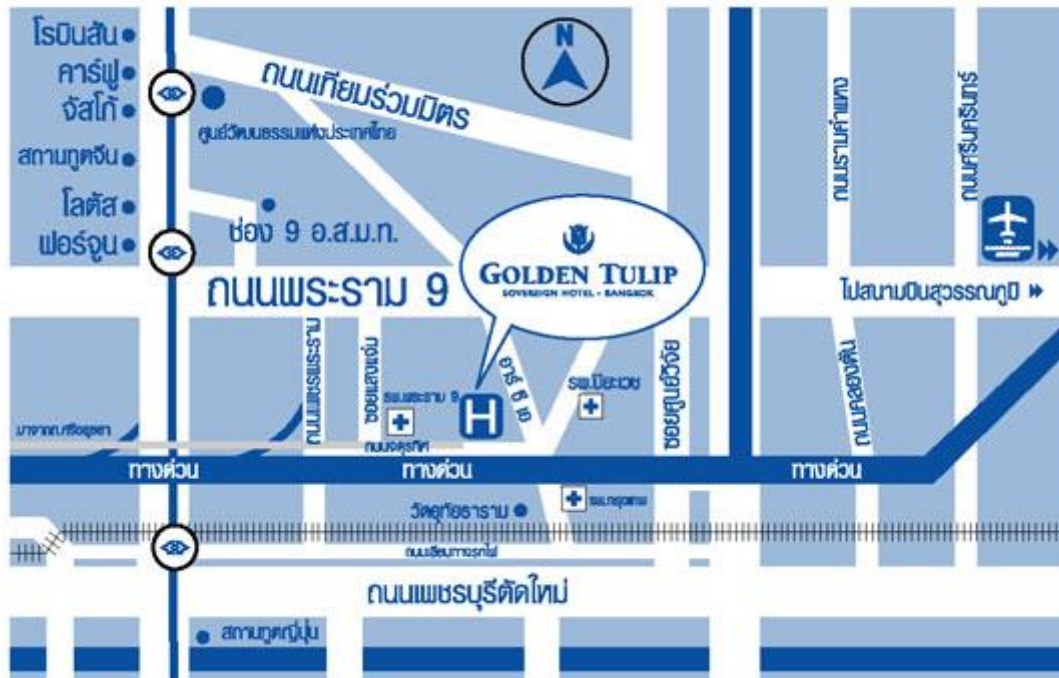 โรบินสัน
คาร์ฟู
จัสโก้
สถานทูตจีน
โลตัส
ฟอร์จูน
ศูนย์วัฒนธรรมแห่งประเทศไทย
ถนนเทียมร่วมมิตร
N
ช่อง 9 อ.ส.ม.ท.
ถนนรามคำแหง
ถนนศรีนครินทร์
GOLDEN TULIP
SOVEREIGN HOTEL - BANGKOK
ถนนพระราม 9
ไปสนามบินสุวรรณภูมิ
ซอยแสงแจ่ม
รพ.พระราม 9
H
อาร์ ซี เอ
รพ.ปิยะเวช
ซอยศูนย์วิจัย
ถนนคลองตัน
ถนนจตุรทิศ
ทางด่วน
ทางด่วน
ทางด่วน
วัดอุทัยธาราม
รพ.กรุงเทพ
ถนนเลียบทางรถไฟ
ถนนเพชรบุรีตัดใหม่
สถานทูตญี่ปุ่น